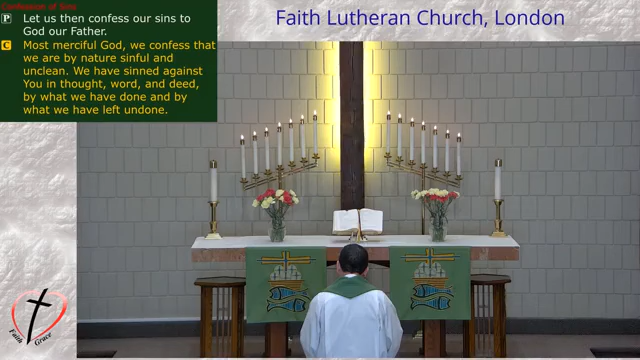 Confession of Sins
Faith Lutheran Church, London
P Let us then confess our sins to
God our Father.
C Most merciful God, we confess that
we are by nature sinful and
unclean. We have sinned against
You in thought, word, and deed,
by what we have done and by
what we have left undone.
Faith Grace